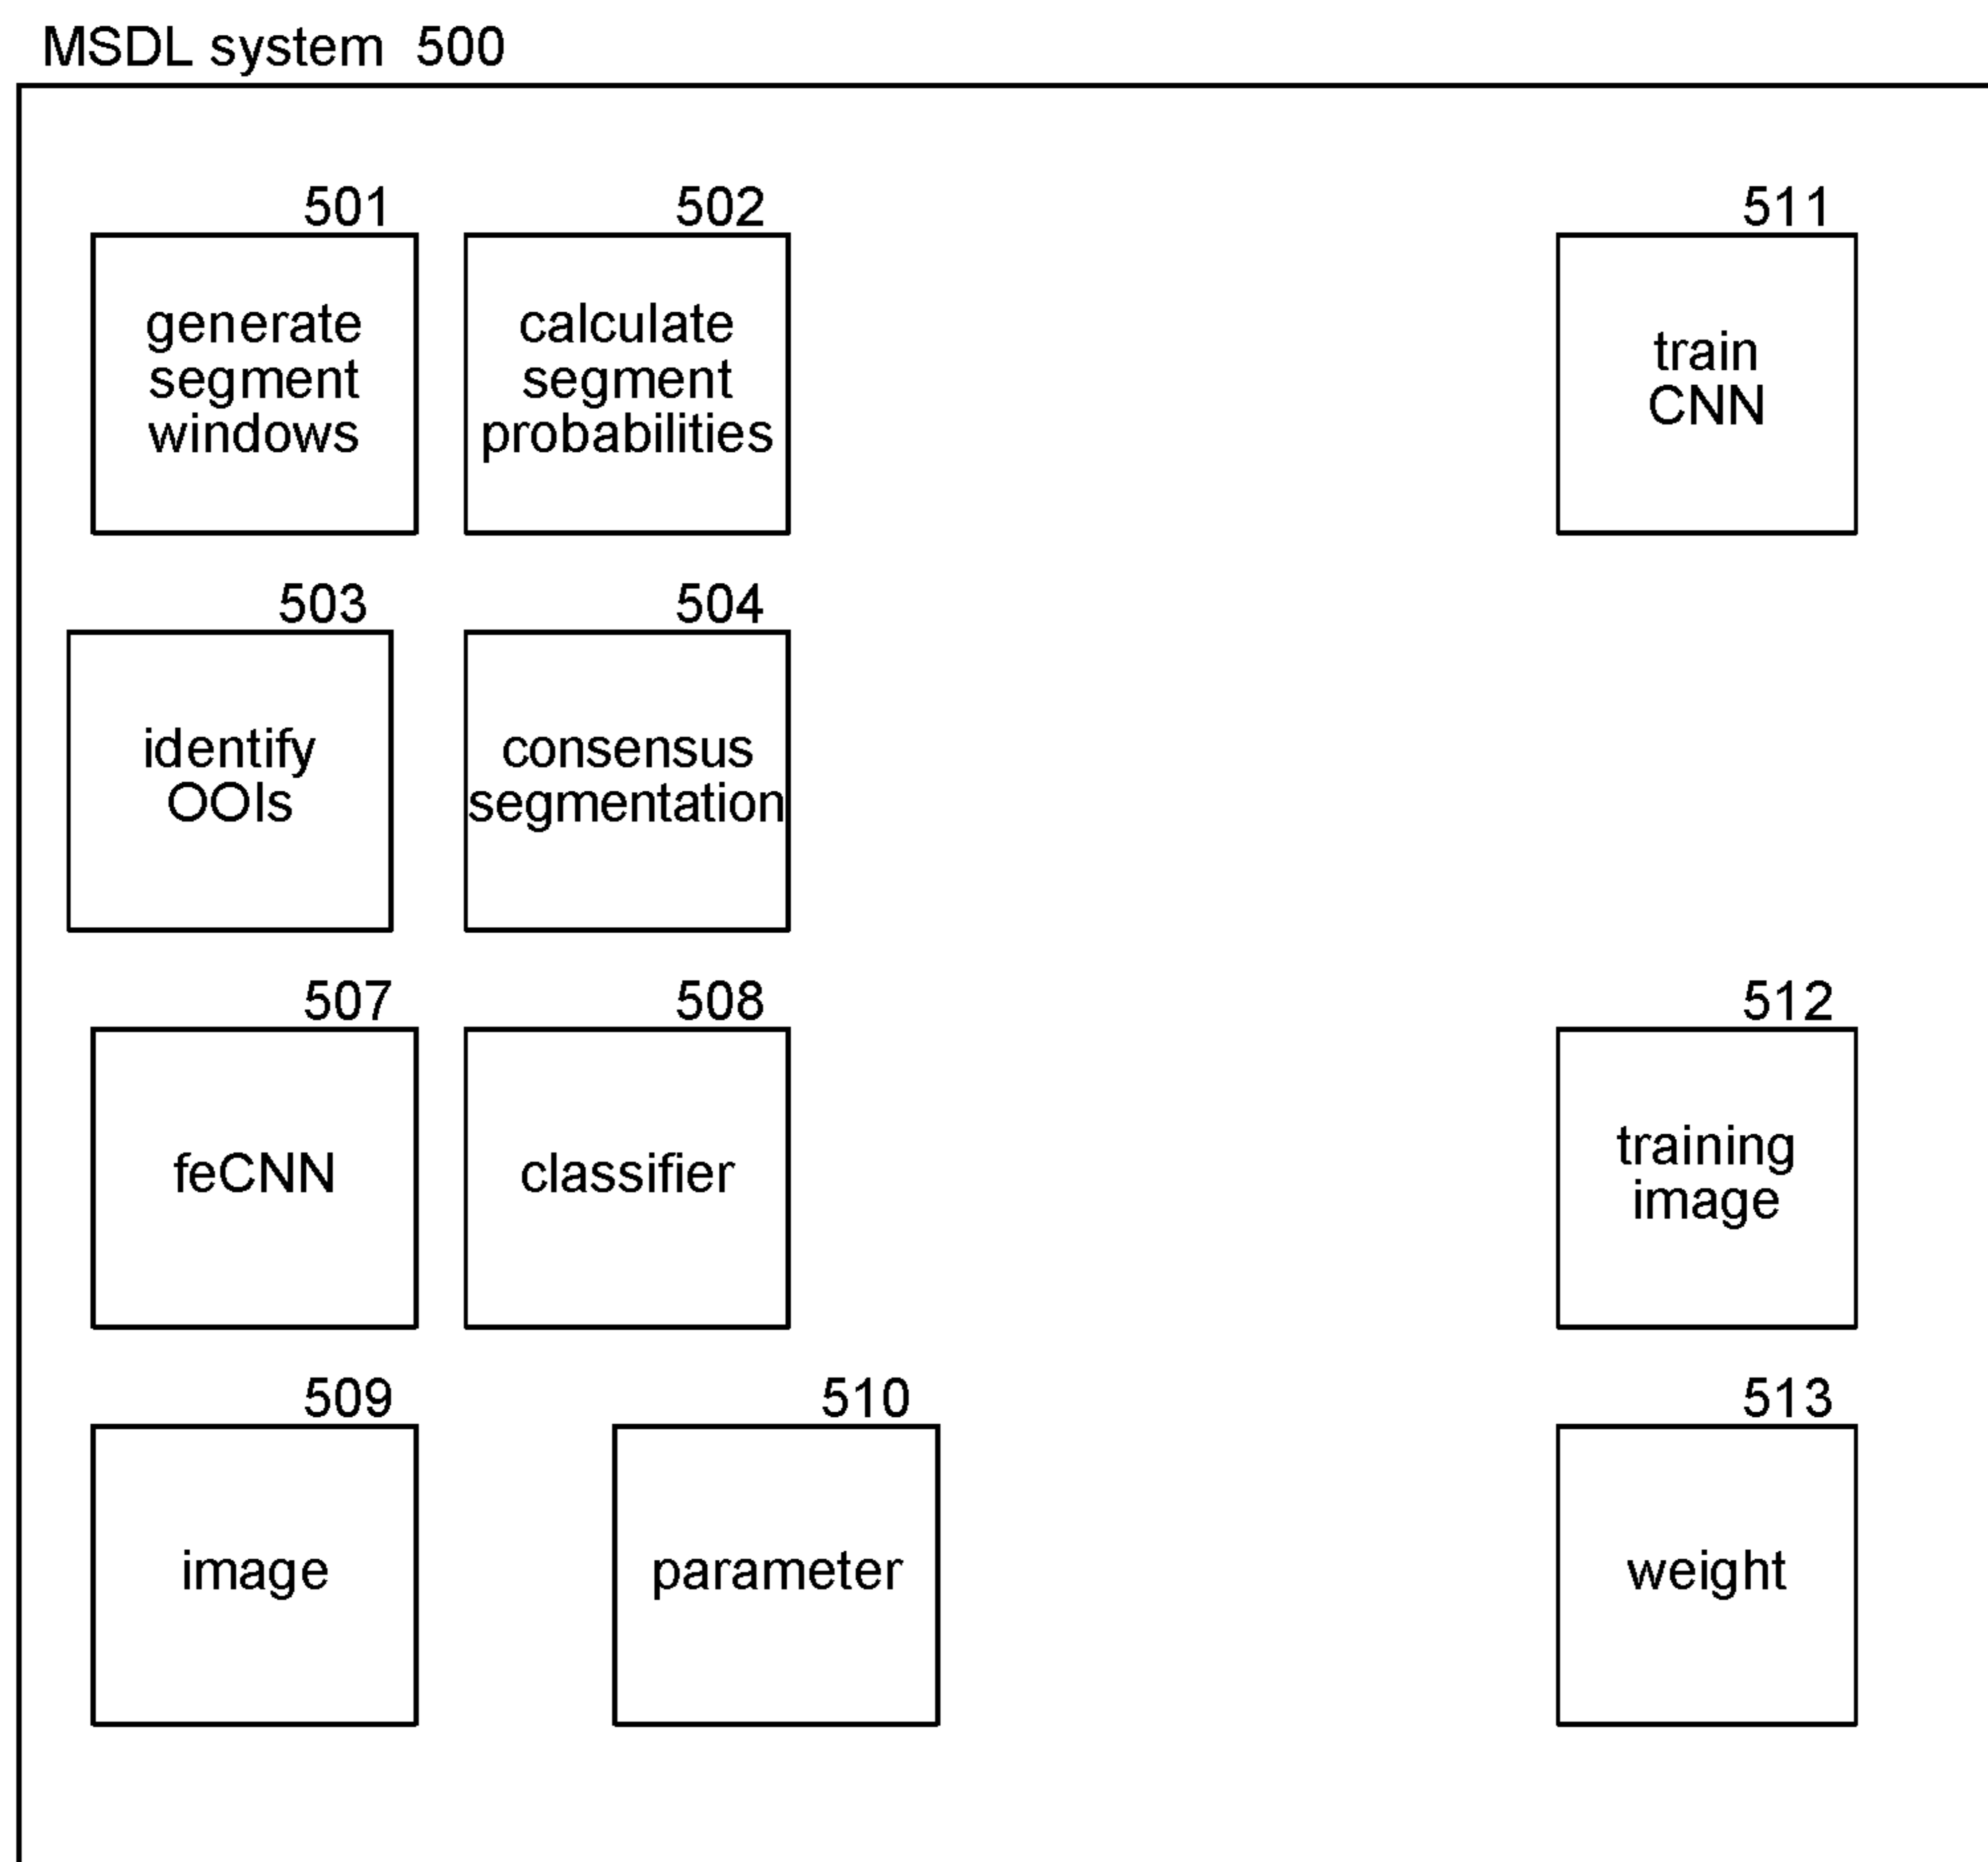 MSDL system 500
501
generate
segment
windows
502
calculate
segment
probabilities
511
train
CNN
503
identify
OOIs
504
consensus
segmentation
507
feCNN
508
classifier
512
training
image
509
image
510
parameter
513
weight